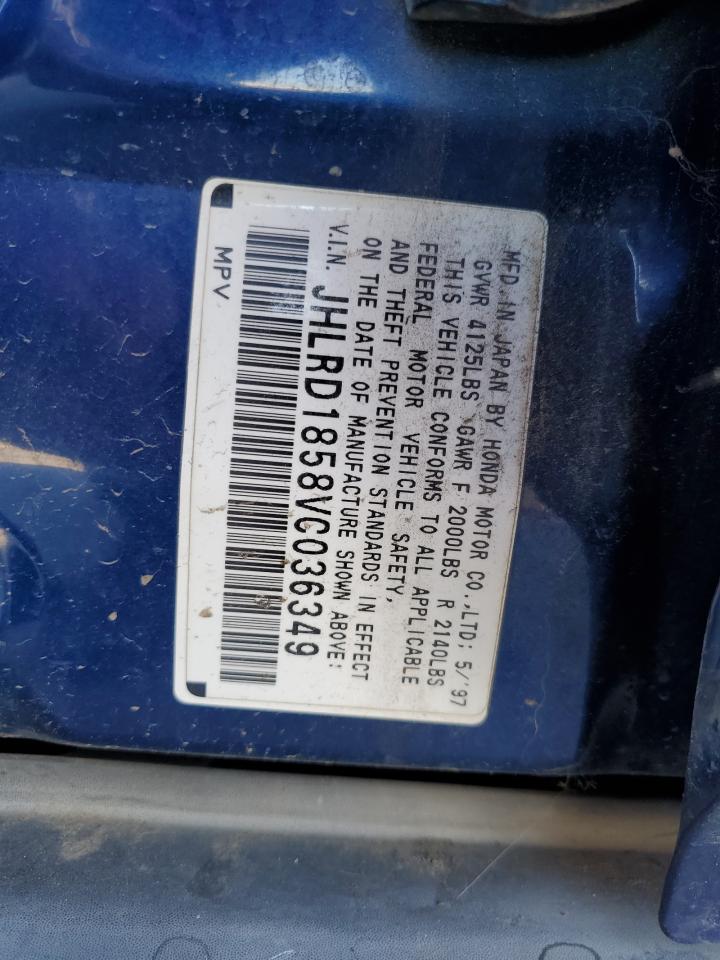 MFD. IN JAPAN BY HONDA MOTOR CO.,LTD; 5/'97
GVWR 4125LBS GAWR F 2000LBS R 2140LBS
THIS VEHICLE CONFORMS TO ALL APPLICABLE
FEDERAL MOTOR VEHICLE SAFETY,
AND THEFT PREVENTION STANDARDS IN EFFECT
ON THE DATE OF MANUFACTURE SHOWN ABOVE:
V.I.N. JHLRD1858VC036349
MPV